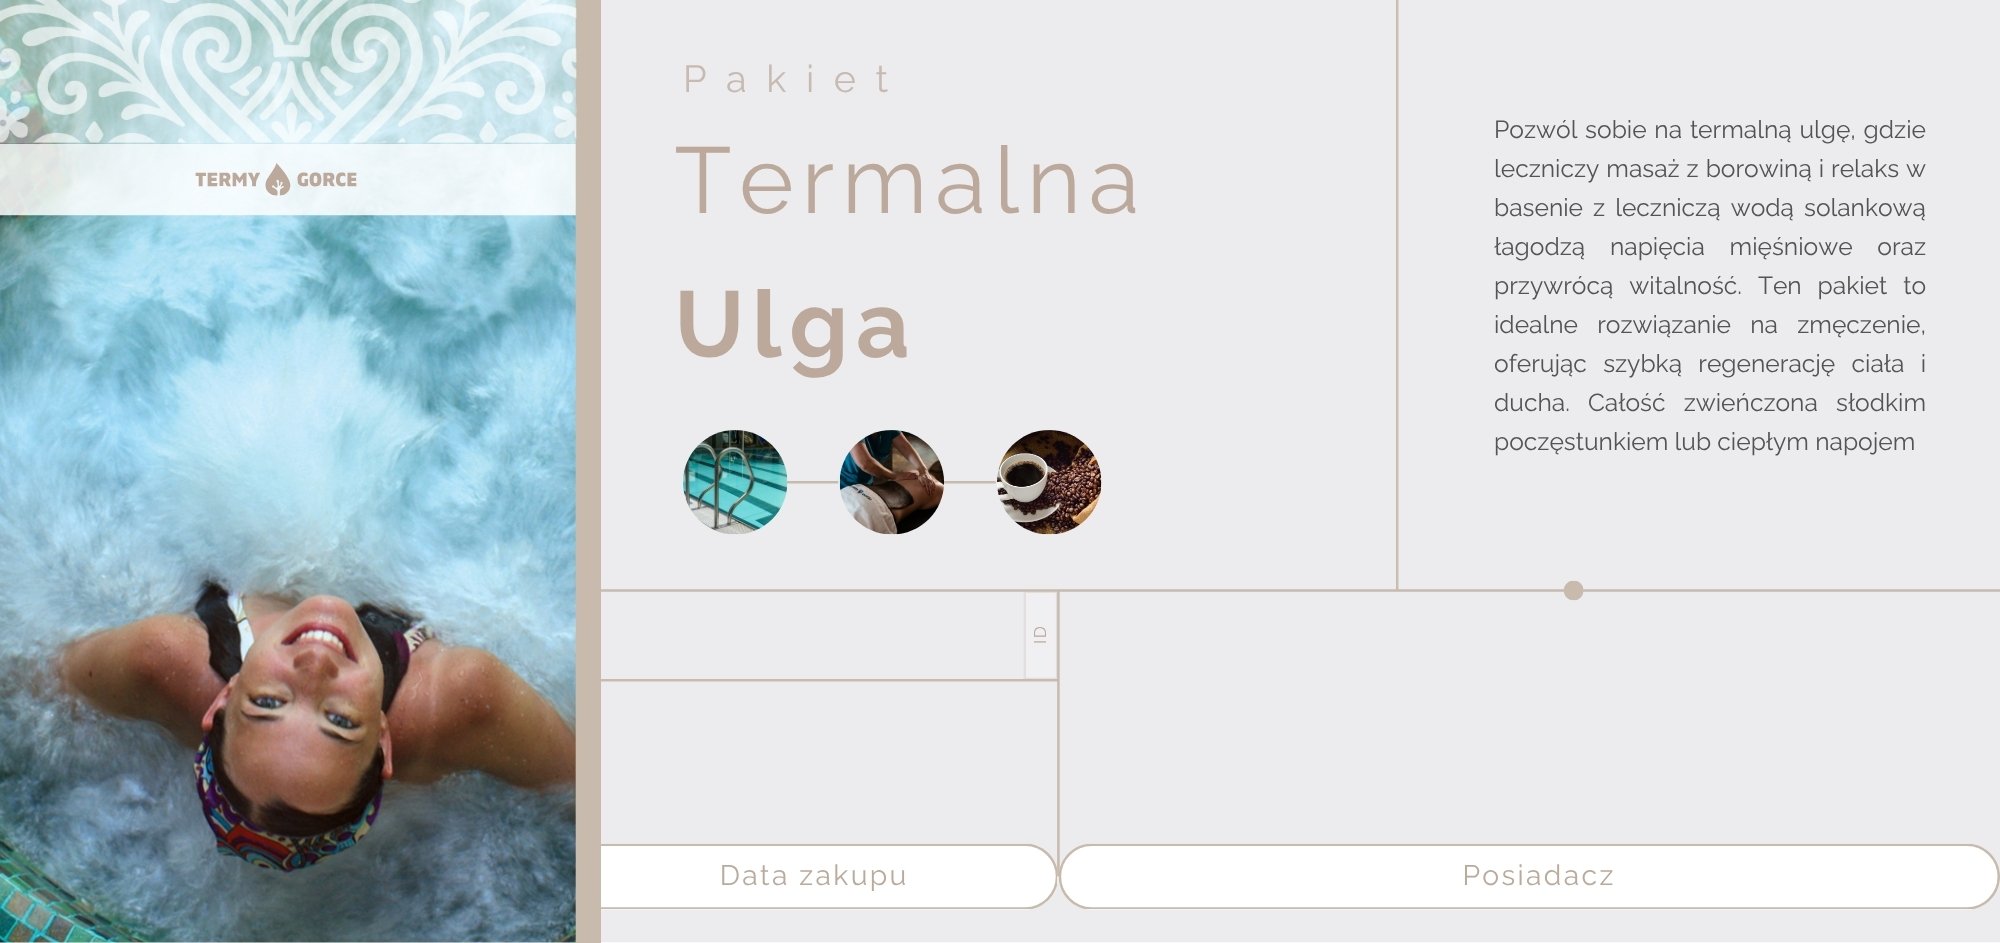 TERMY GORCE
Pakiet
Termalna
Ulga
Pozwól sobie na termalną ulgę, gdzie
leczniczy masaż z borowiną i relaks w
basenie z leczniczą wodą solankową
łagodzą napięcia mięśniowe oraz
przywrócą witalność. Ten pakiet to
idealne rozwiązanie na zmęczenie,
oferując szybką regenerację ciała i
ducha. Całość zwieńczona słodkim
poczęstunkiem lub ciepłym napojem
ID
Data zakupu
Posiadacz